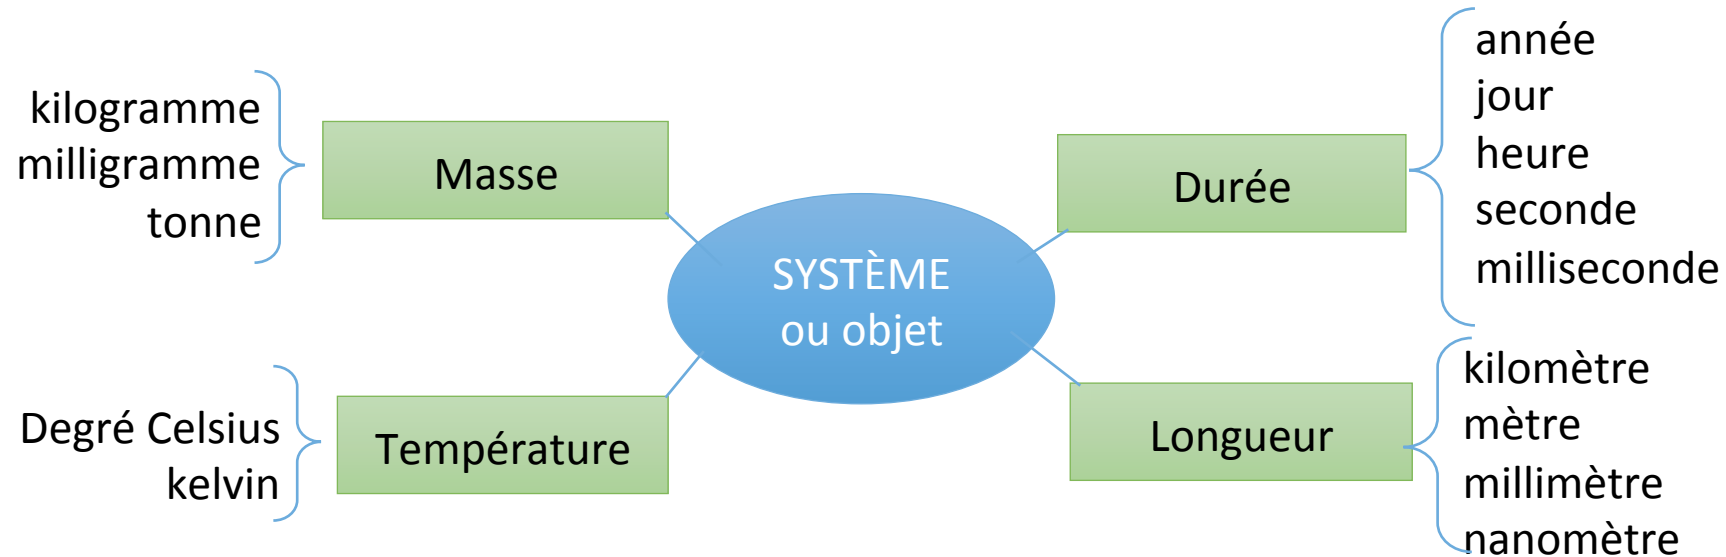 kilogramme
milligramme
tonne
Masse
Degré Celsius
kelvin
Température
SYSTÈME
ou objet
Durée
année
jour
heure
seconde
milliseconde
Longueur
kilomètre
mètre
millimètre
nanomètre